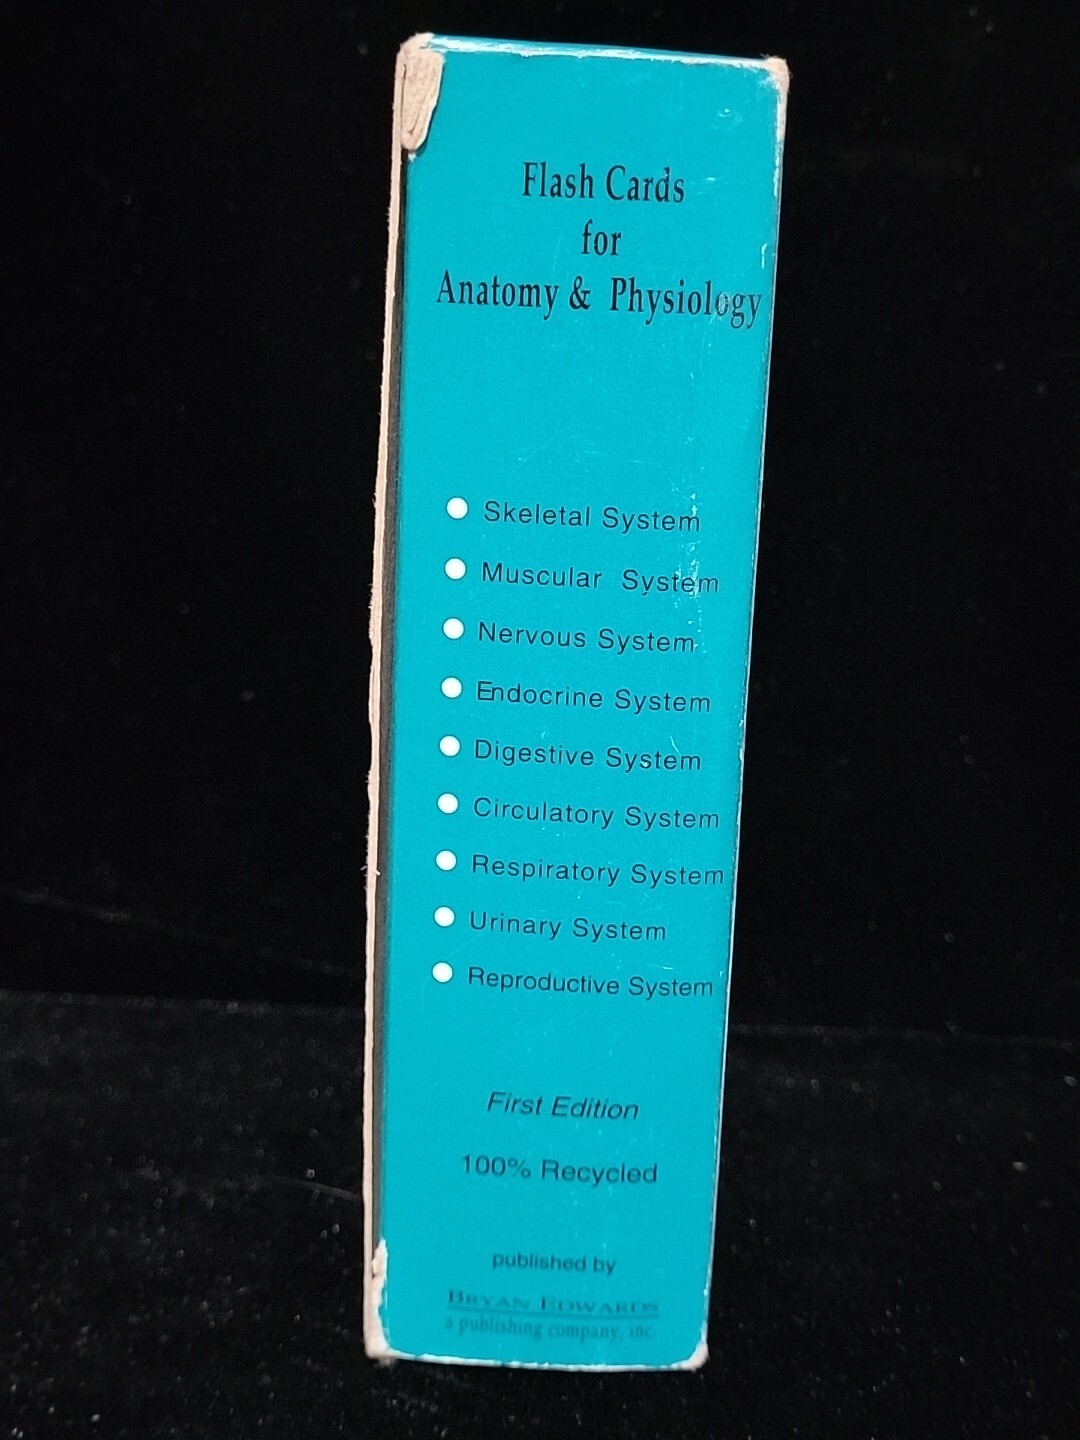 Flash Cards
for
Anatomy & Physiology
Skeletal System
Muscular System
Nervous System
Endocrine System
Digestive System
Circulatory System
Respiratory System
Urinary System
Reproductive System
First Edition
100% Recycled
published by
BRYAN EDWARDS
a publishing company, inc.